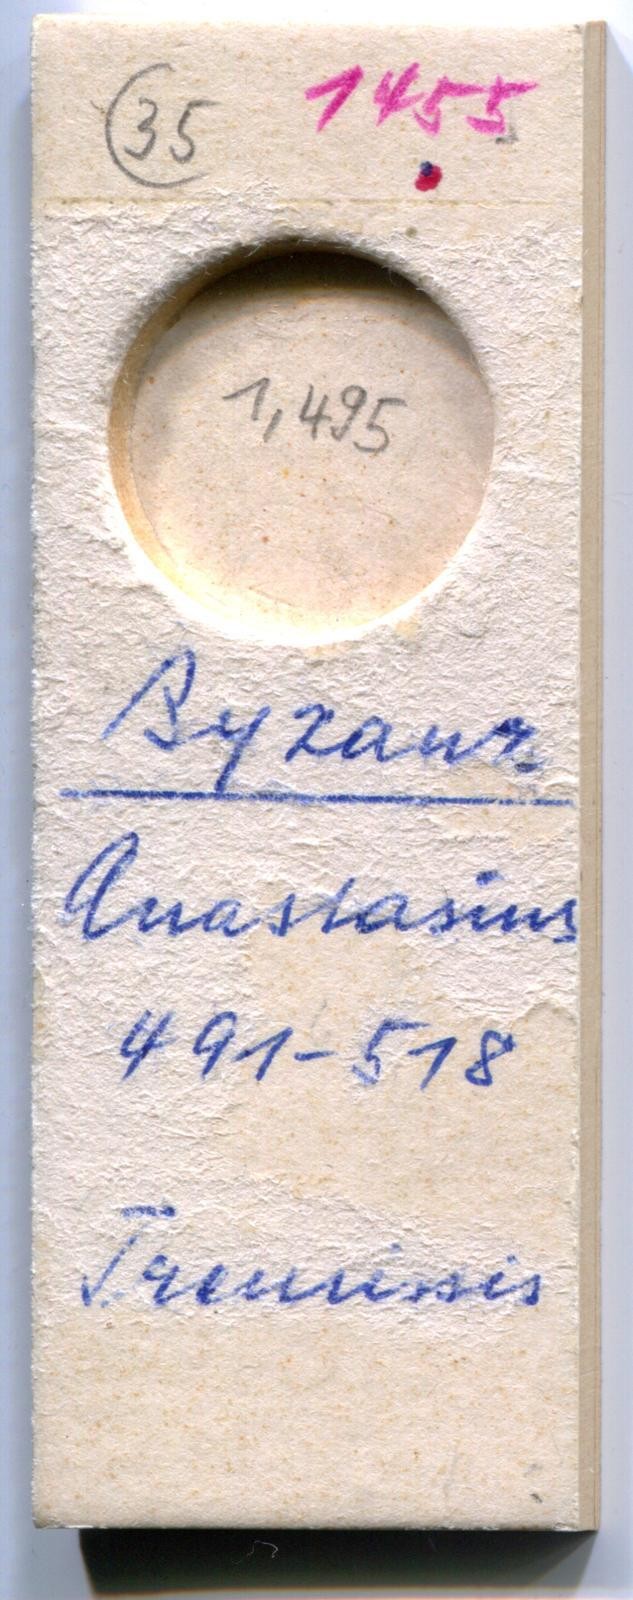 35 1455
1,495
Byzanz
Anastasius
491-518
Tremissis